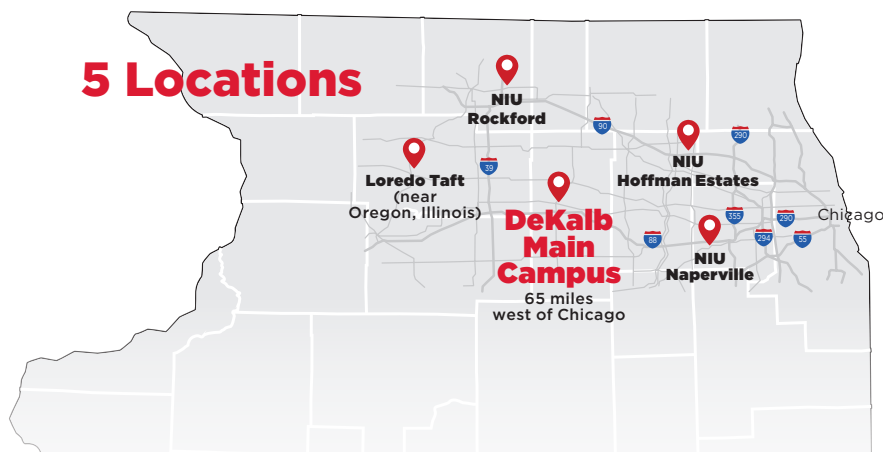 5 Locations
NIU
Rockford
90
290
NIU
Hoffman Estates
39
Loredo Taft
(near
Oregon, Illinois)
DeKalb
Main
Campus
65 miles
west of Chicago
355
290
Chicago
88
294
55
NIU
Naperville